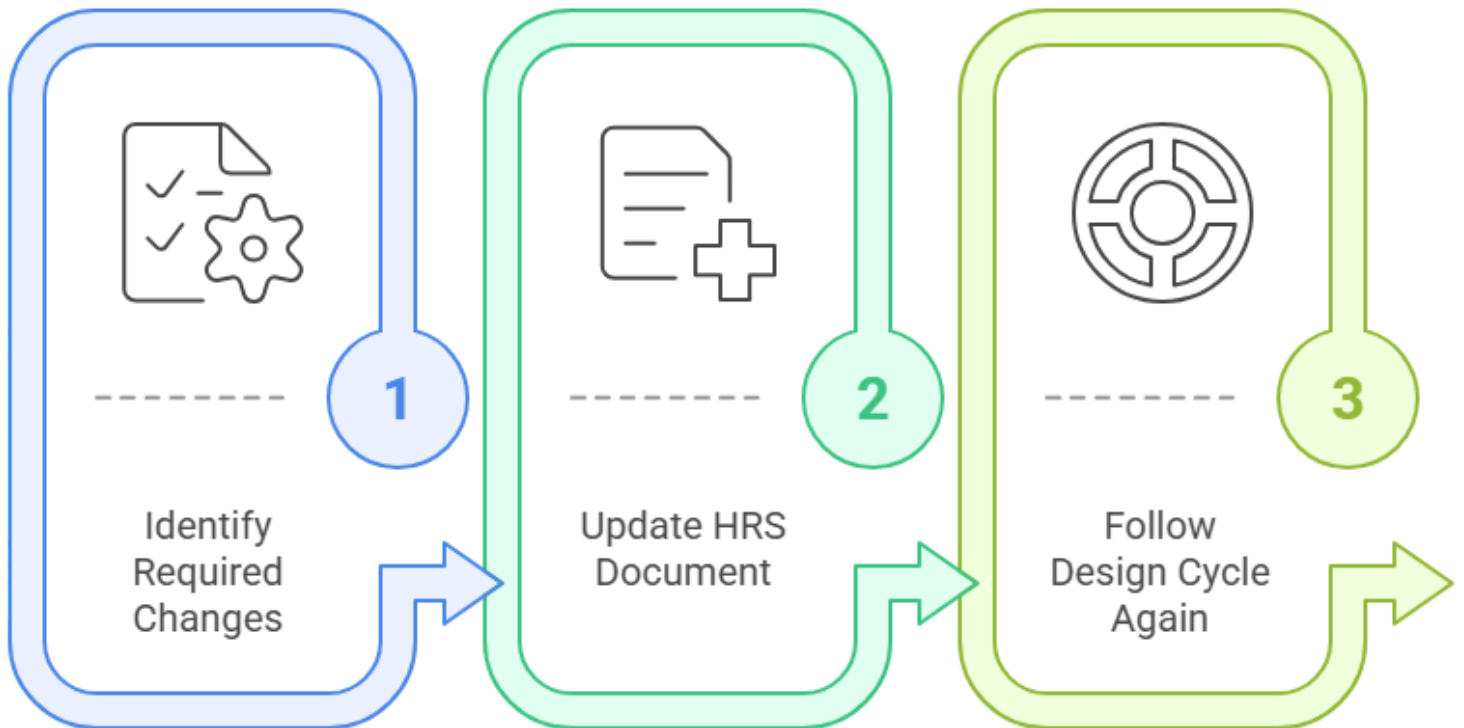 1
Identify
Required
Changes
2
Update HRS
Document
3
Follow
Design Cycle
Again